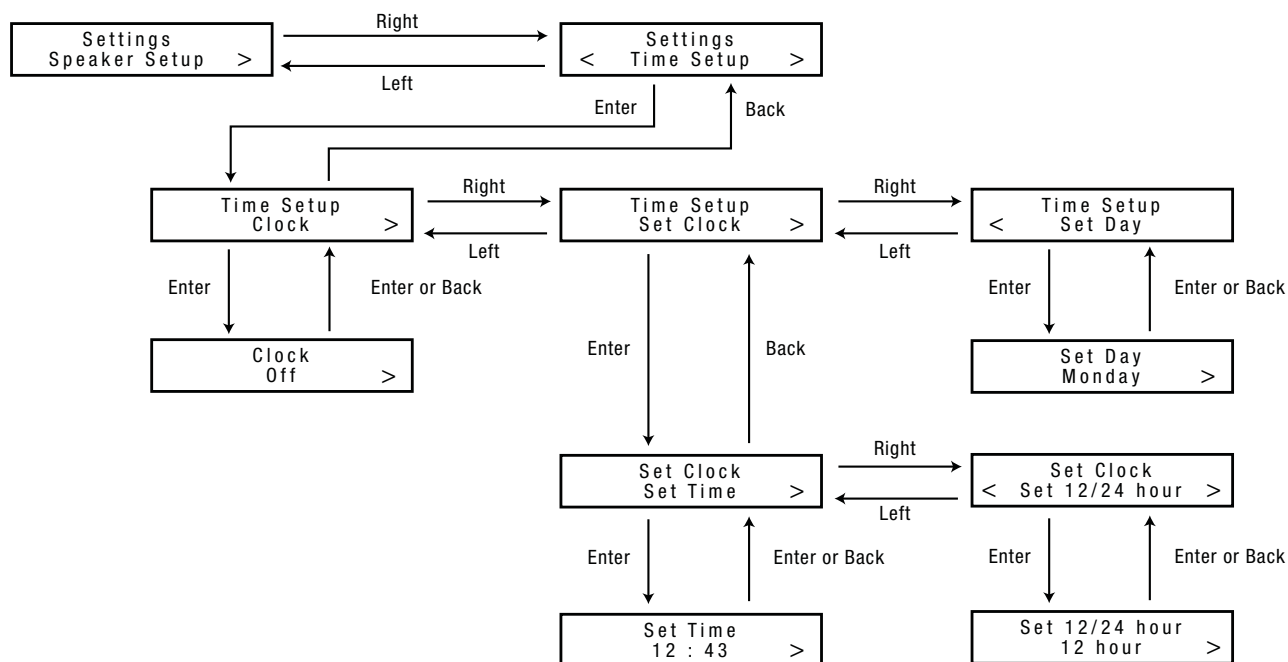 Right
Settings
Speaker Setup >
Settings
< Time Setup >
Left
Enter
Back
Time Setup
Clock >
Right
Left
Time Setup
Set Clock >
Right
Left
Time Setup
< Set Day
Enter
Enter or Back
Enter
Back
Enter
Enter or Back
Clock
Off >
Set Day
Monday >
Set Clock
Set Time >
Right
Left
Set Clock
< Set 12/24 hour >
Enter
Enter or Back
Enter
Enter or Back
Set Time
12 : 43 >
Set 12/24 hour
12 hour >